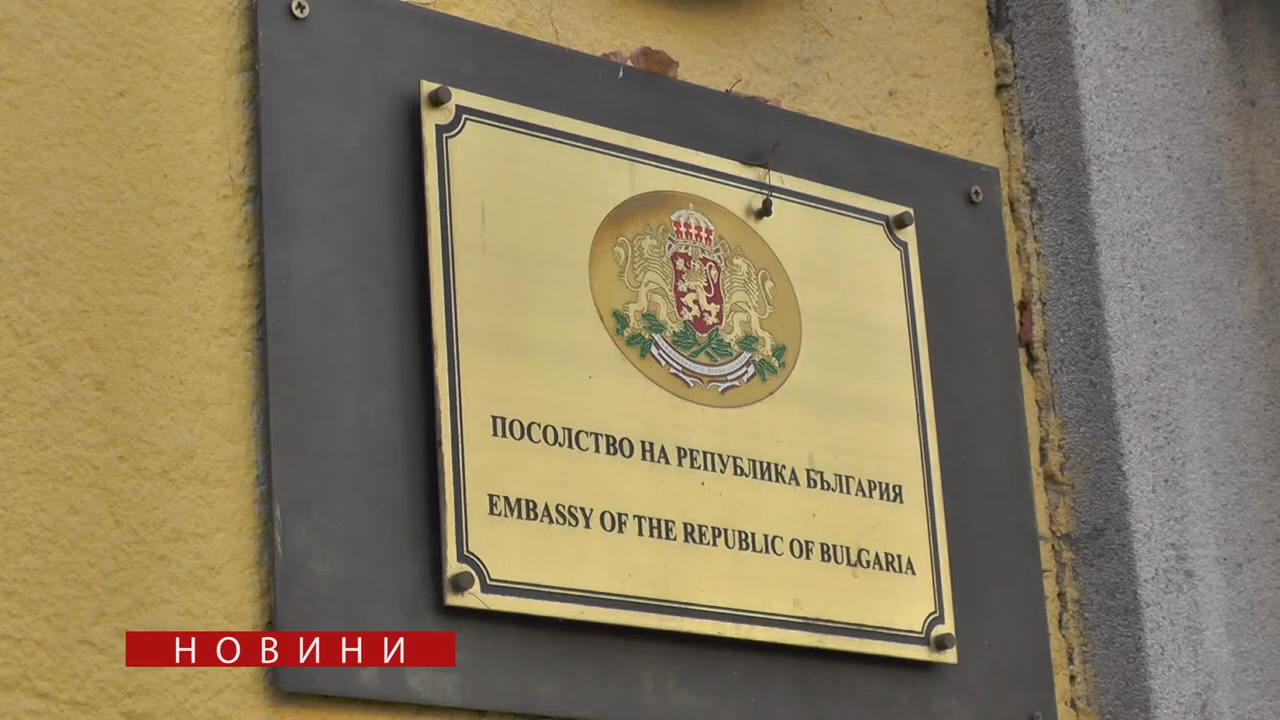 ПОСОЛСТВО НА РЕПУБЛИКА БЪЛГАРИЯ
EMBASSY OF THE REPUBLIC OF BULGARIA
НОВИНИ